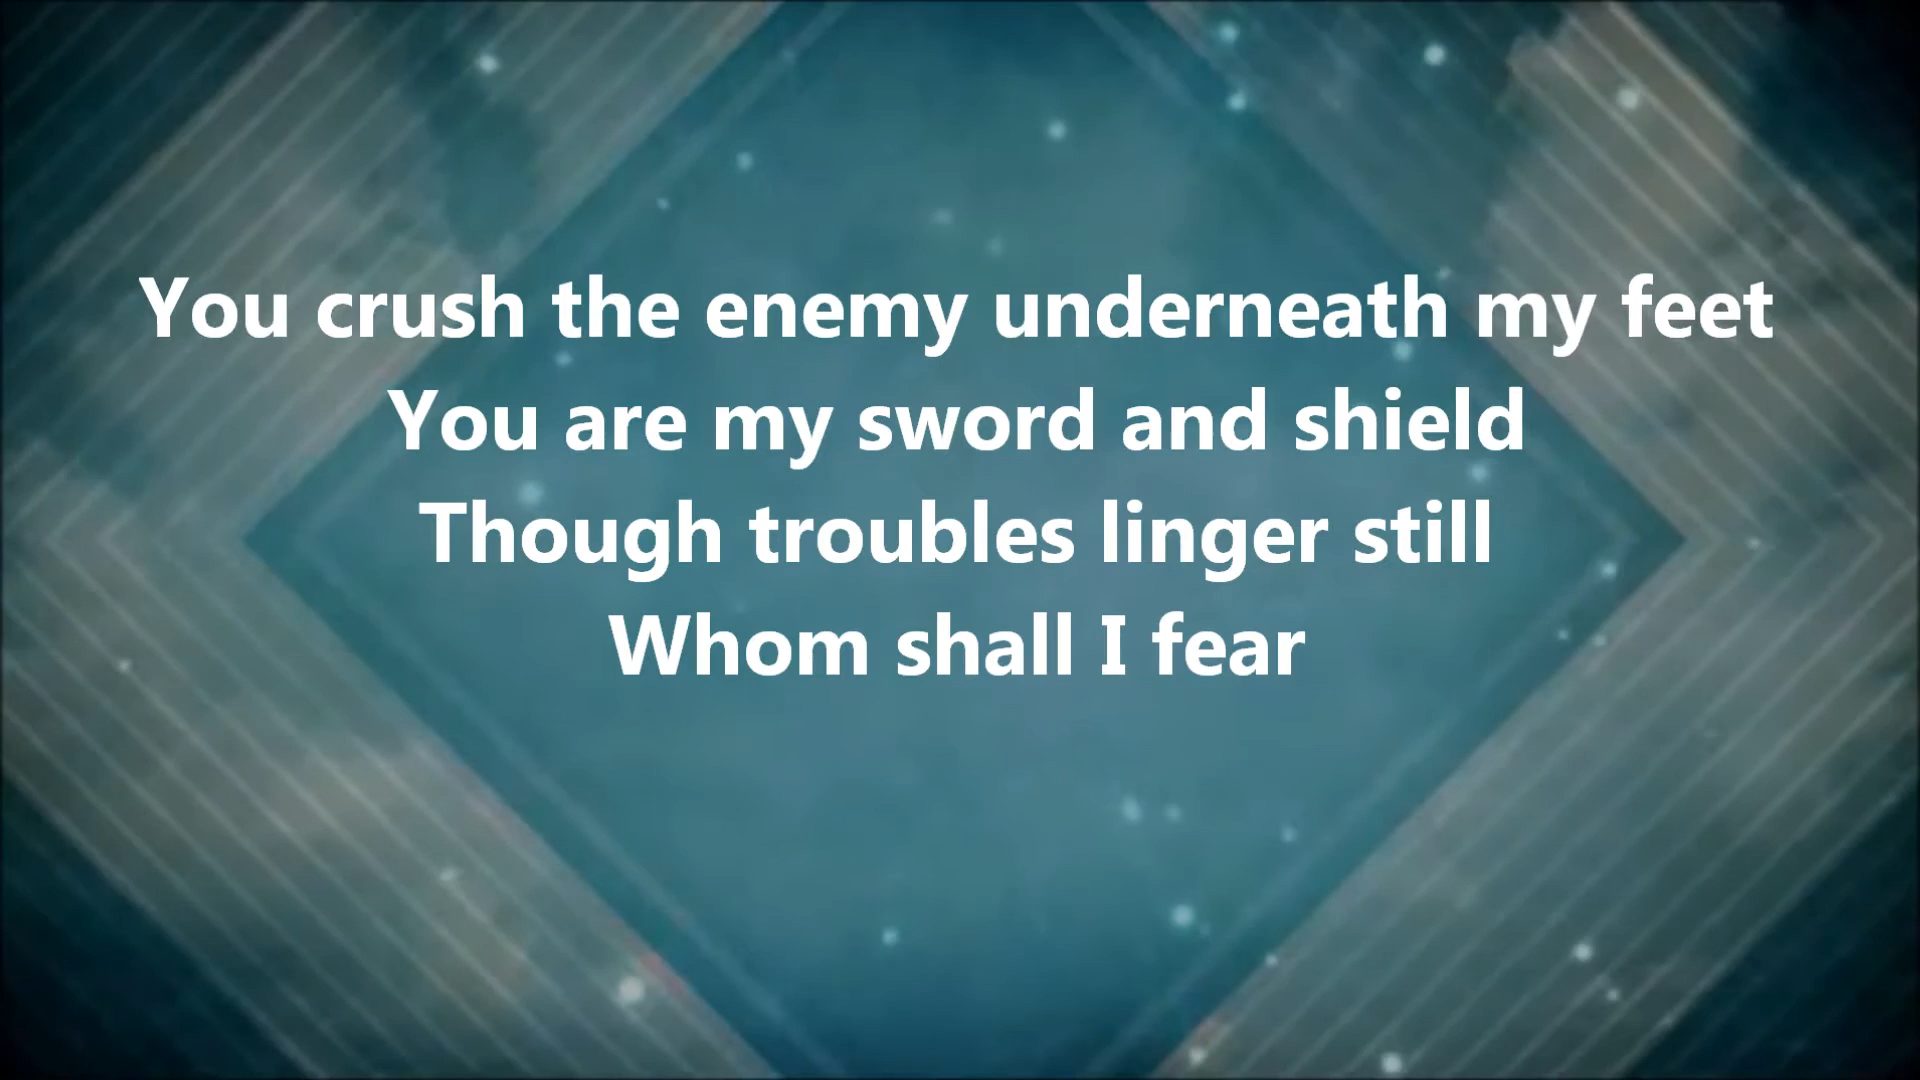 You crush the enemy underneath my feet
You are my sword and shield
Though troubles linger still
Whom shall I fear